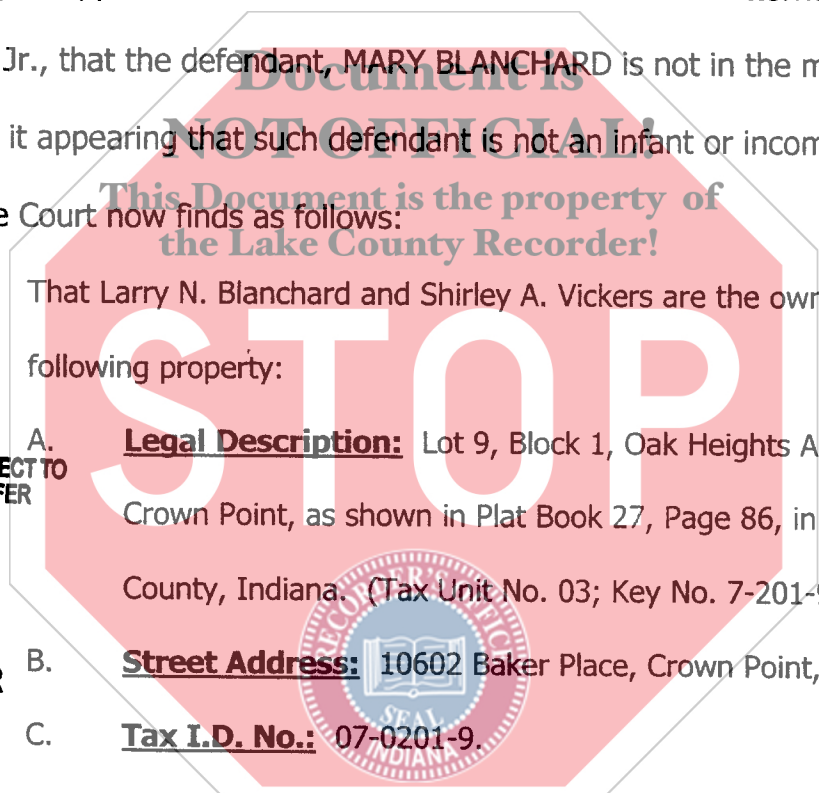 Jr., that the defendant, MARY BLANCHARD is not in the m
Document is
it appearing that such defendant is not an infant or incom
NOT OFFICIAL!
This Document is the property of
e Court now finds as follows:
the Lake County Recorder!
That Larry N. Blanchard and Shirley A. Vickers are the own
STOP
following property:
A. Legal Description: Lot 9, Block 1, Oak Heights A
ECT TO
FER
Crown Point, as shown in Plat Book 27, Page 86, in
County, Indiana. (Tax Unit No. 03; Key No. 7-201-9
RECORDER'S OFFICE
B. Street Address: 10602 Baker Place, Crown Point,
R
SEAL
C. Tax I.D. No.: 07-0201-9.
INDIANA